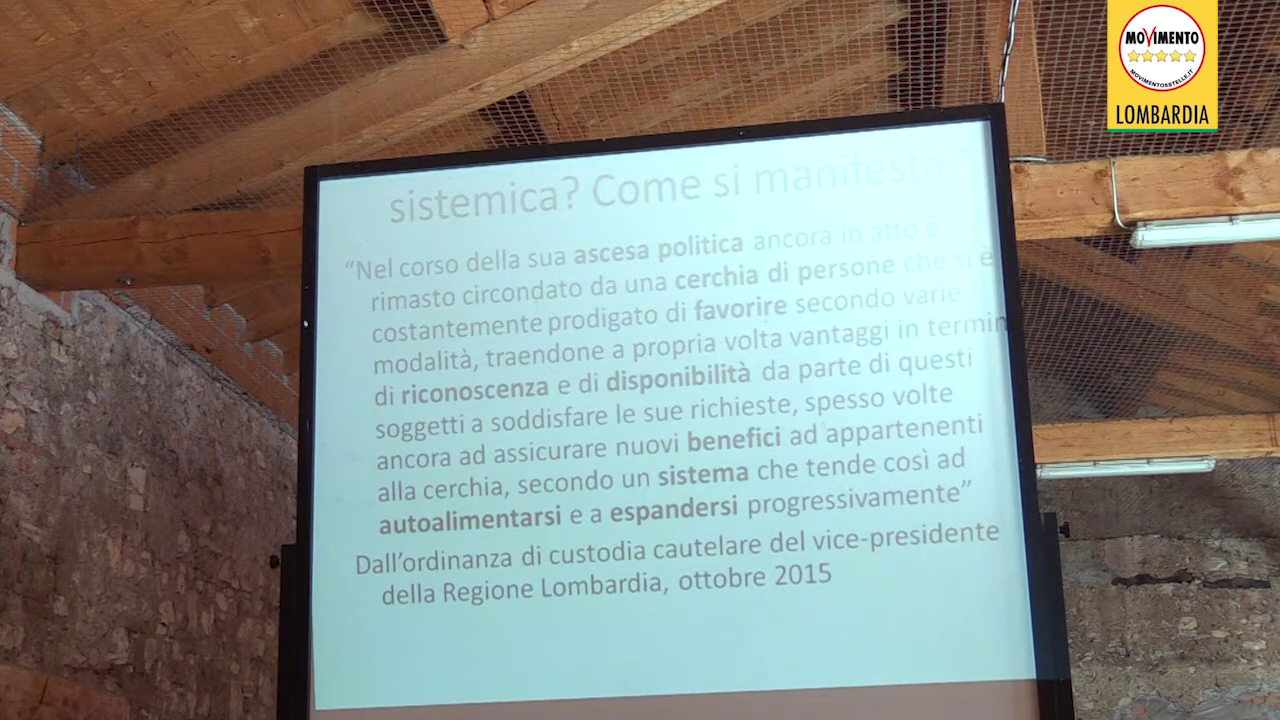 MOVIMENTO
MOVIMENTO5STELLE.IT
LOMBARDIA
sistemica? Come si manifesta?
“Nel corso della sua ascesa politica ancora in atto e
rimasto circondato da una cerchia di persone che si è
costantemente prodigato di favorire secondo varie
modalità, traendone a propria volta vantaggi in termin
di riconoscenza e di disponibilità da parte di questi
soggetti a soddisfare le sue richieste, spesso volte
ancora ad assicurare nuovi benefici ad appartenenti
alla cerchia, secondo un sistema che tende così ad
autoalimentarsi e a espandersi progressivamente”
Dall’ordinanza di custodia cautelare del vice-presidente
della Regione Lombardia, ottobre 2015